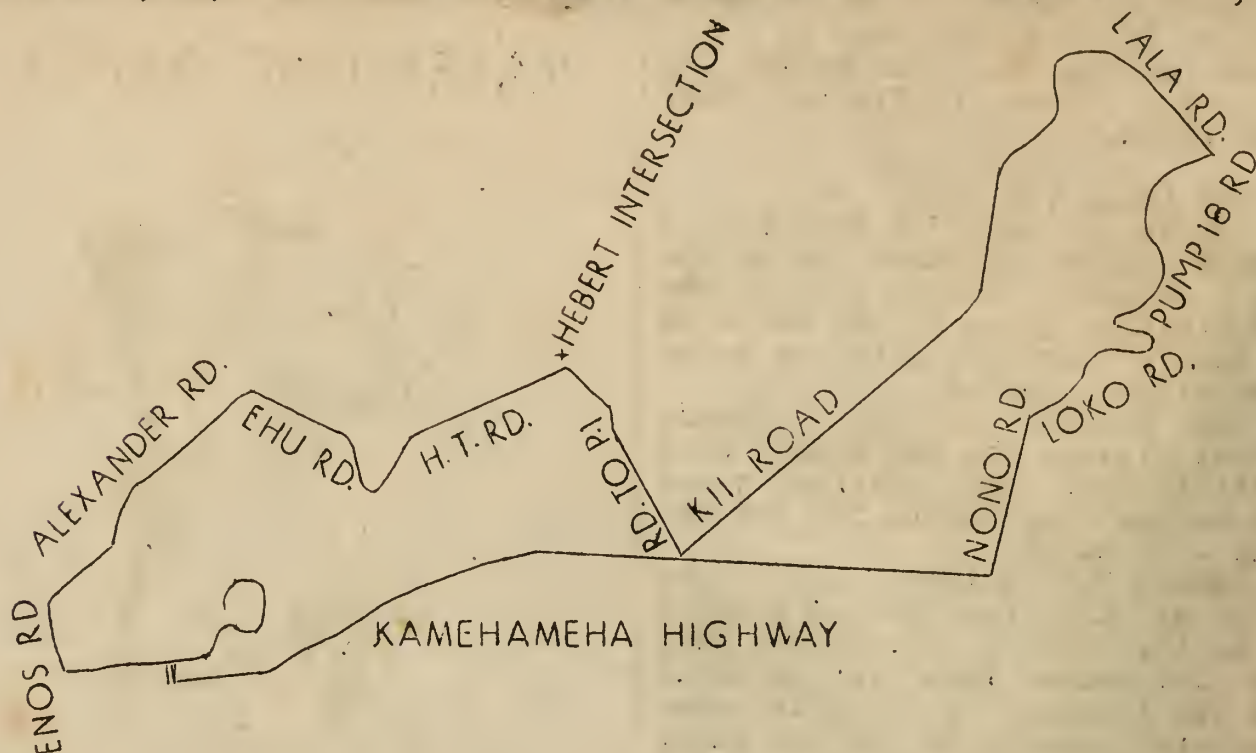 LALA RD.
HEBERT INTERSECTION
PUMP 18 RD
ALEXANDER RD.
EHU RD.
H.T. RD.
RD. TO P.I
KII ROAD
NONO RD.
LOKO RD.
ENOS RD
KAMEHAMEHA HIGHWAY